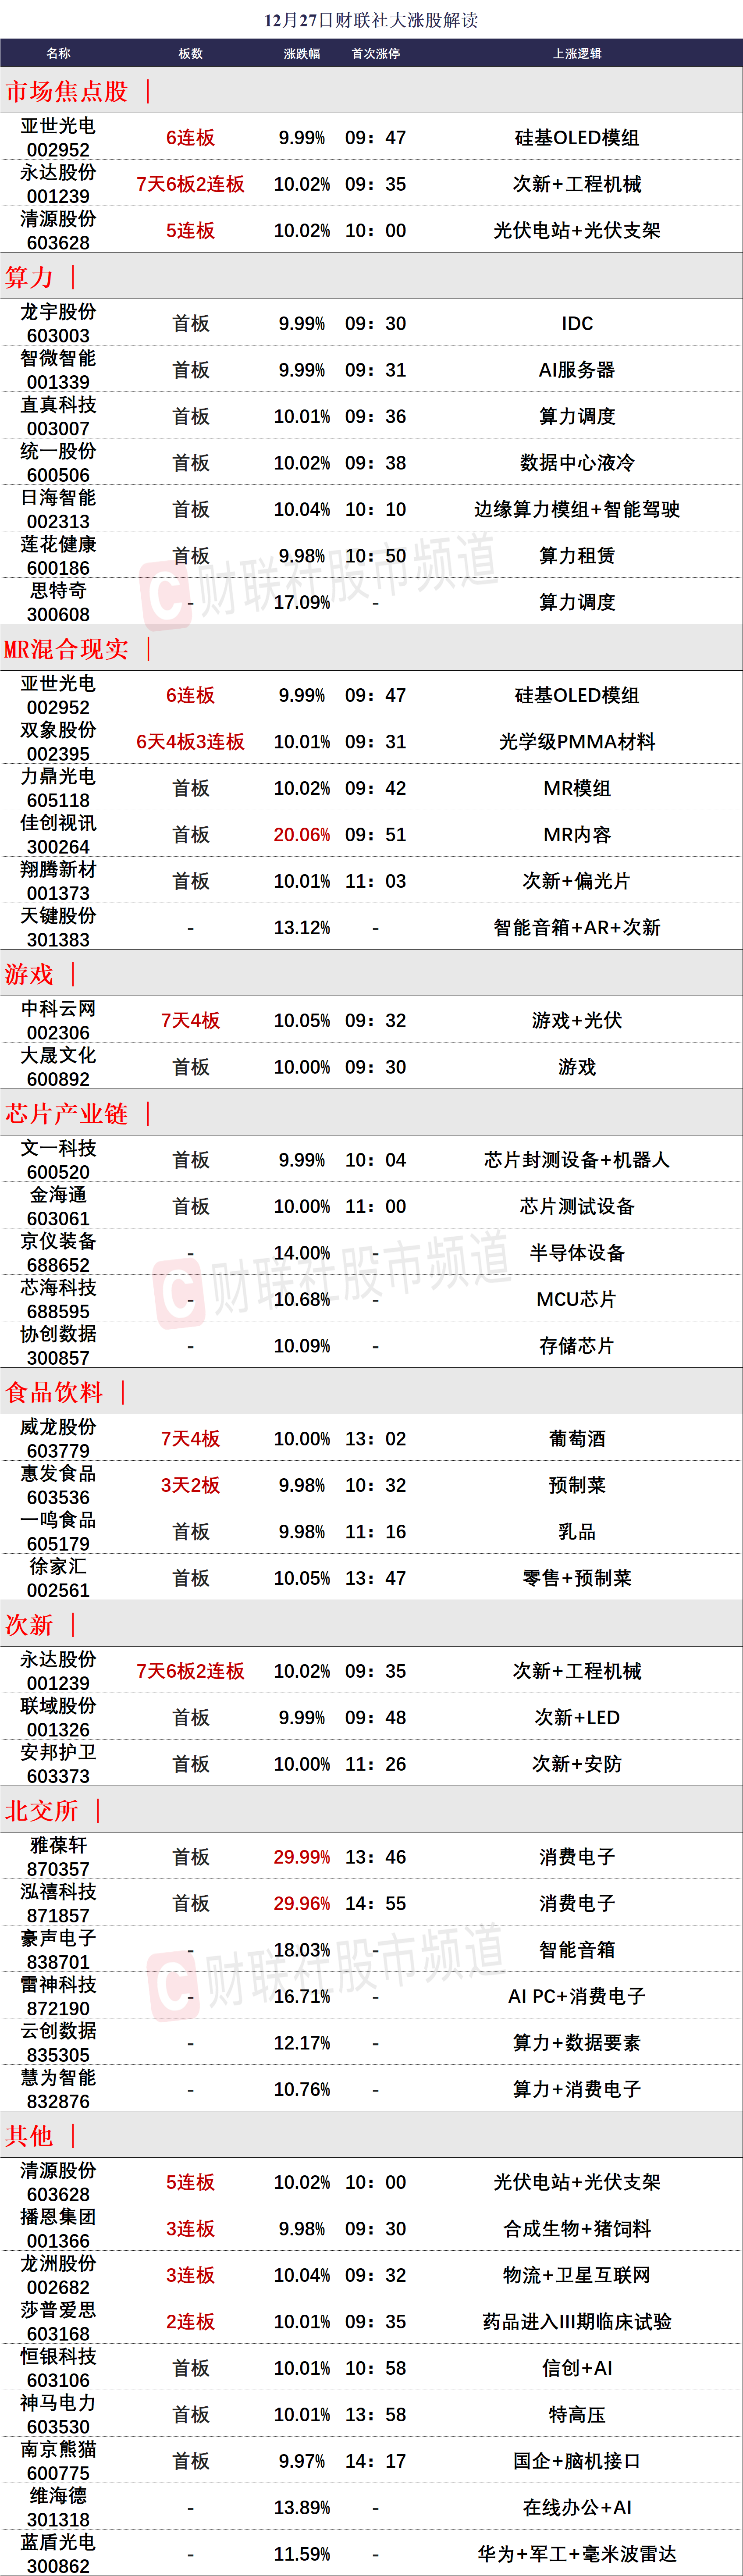 12月27日财联社大涨股解读
名称 板数 涨跌幅 首次涨停 上涨逻辑
市场焦点股 |
亚世光电
002952 6连板 9.99% 09：47 硅基OLED模组
永达股份
001239 7天6板2连板 10.02% 09：35 次新+工程机械
清源股份
603628 5连板 10.02% 10：00 光伏电站+光伏支架
算力 |
龙宇股份
603003 首板 9.99% 09：30 IDC
智微智能
001339 首板 9.99% 09：31 AI服务器
直真科技
003007 首板 10.01% 09：36 算力调度
统一股份
600506 首板 10.02% 09：38 数据中心液冷
日海智能
002313 首板 10.04% 10：10 边缘算力模组+智能驾驶
莲花健康
600186 首板 9.98% 10：50 算力租赁
思特奇
300608 - 17.09% - 算力调度
财联社股市频道
MR混合现实 |
亚世光电
002952 6连板 9.99% 09：47 硅基OLED模组
双象股份
002395 6天4板3连板 10.01% 09：31 光学级PMMA材料
力鼎光电
605118 首板 10.02% 09：42 MR模组
佳创视讯
300264 首板 20.06% 09：51 MR内容
翔腾新材
001373 首板 10.01% 11：03 次新+偏光片
天键股份
301383 - 13.12% - 智能音箱+AR+次新
游戏 |
中科云网
002306 7天4板 10.05% 09：32 游戏+光伏
大晟文化
600892 首板 10.00% 09：30 游戏
芯片产业链 |
文一科技
600520 首板 9.99% 10：04 芯片封测设备+机器人
金海通
603061 首板 10.00% 11：00 芯片测试设备
京仪装备
688652 - 14.00% - 半导体设备
芯海科技
688595 - 10.68% - MCU芯片
协创数据
300857 - 10.09% - 存储芯片
财联社股市频道
食品饮料 |
威龙股份
603779 7天4板 10.00% 13：02 葡萄酒
惠发食品
603536 3天2板 9.98% 10：32 预制菜
一鸣食品
605179 首板 9.98% 11：16 乳品
徐家汇
002561 首板 10.05% 13：47 零售+预制菜
次新 |
永达股份
001239 7天6板2连板 10.02% 09：35 次新+工程机械
联域股份
001326 首板 9.99% 09：48 次新+LED
安邦护卫
603373 首板 10.00% 11：26 次新+安防
北交所 |
雅葆轩
870357 首板 29.99% 13：46 消费电子
泓禧科技
871857 首板 29.96% 14：55 消费电子
豪声电子
838701 - 18.03% - 智能音箱
雷神科技
872190 - 16.71% - AI PC+消费电子
云创数据
835305 - 12.17% - 算力+数据要素
慧为智能
832876 - 10.76% - 算力+消费电子
财联社股市频道
其他 |
清源股份
603628 5连板 10.02% 10：00 光伏电站+光伏支架
播恩集团
001366 3连板 9.98% 09：30 合成生物+猪饲料
龙洲股份
002682 3连板 10.04% 09：32 物流+卫星互联网
莎普爱思
603168 2连板 10.01% 09：35 药品进入III期临床试验
恒银科技
603106 首板 10.01% 10：58 信创+AI
神马电力
603530 首板 10.01% 13：58 特高压
南京熊猫
600775 首板 9.97% 14：17 国企+脑机接口
维海德
301318 - 13.89% - 在线办公+AI
蓝盾光电
300862 - 11.59% - 华为+军工+毫米波雷达